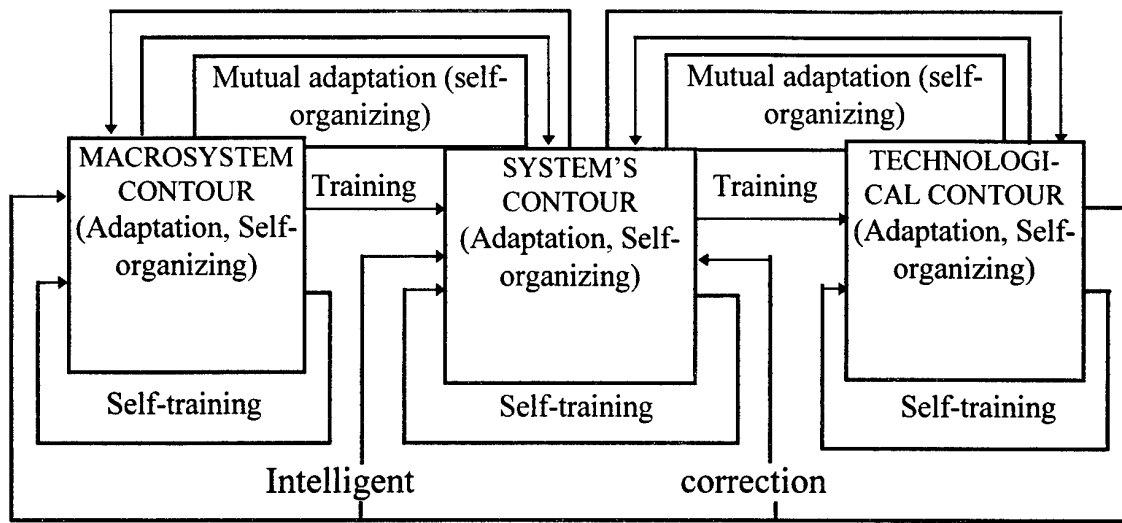 Mutual adaptation (self-
organizing)
Mutual adaptation (self-
organizing)
MACROSYSTEM
CONTOUR
(Adaptation, Self-
organizing)
Training
SYSTEM'S
CONTOUR
(Adaptation, Self-
organizing)
Training
TECHNOLOGI-
CAL CONTOUR
(Adaptation, Self-
organizing)
Self-training
Self-training
Self-training
Intelligent correction